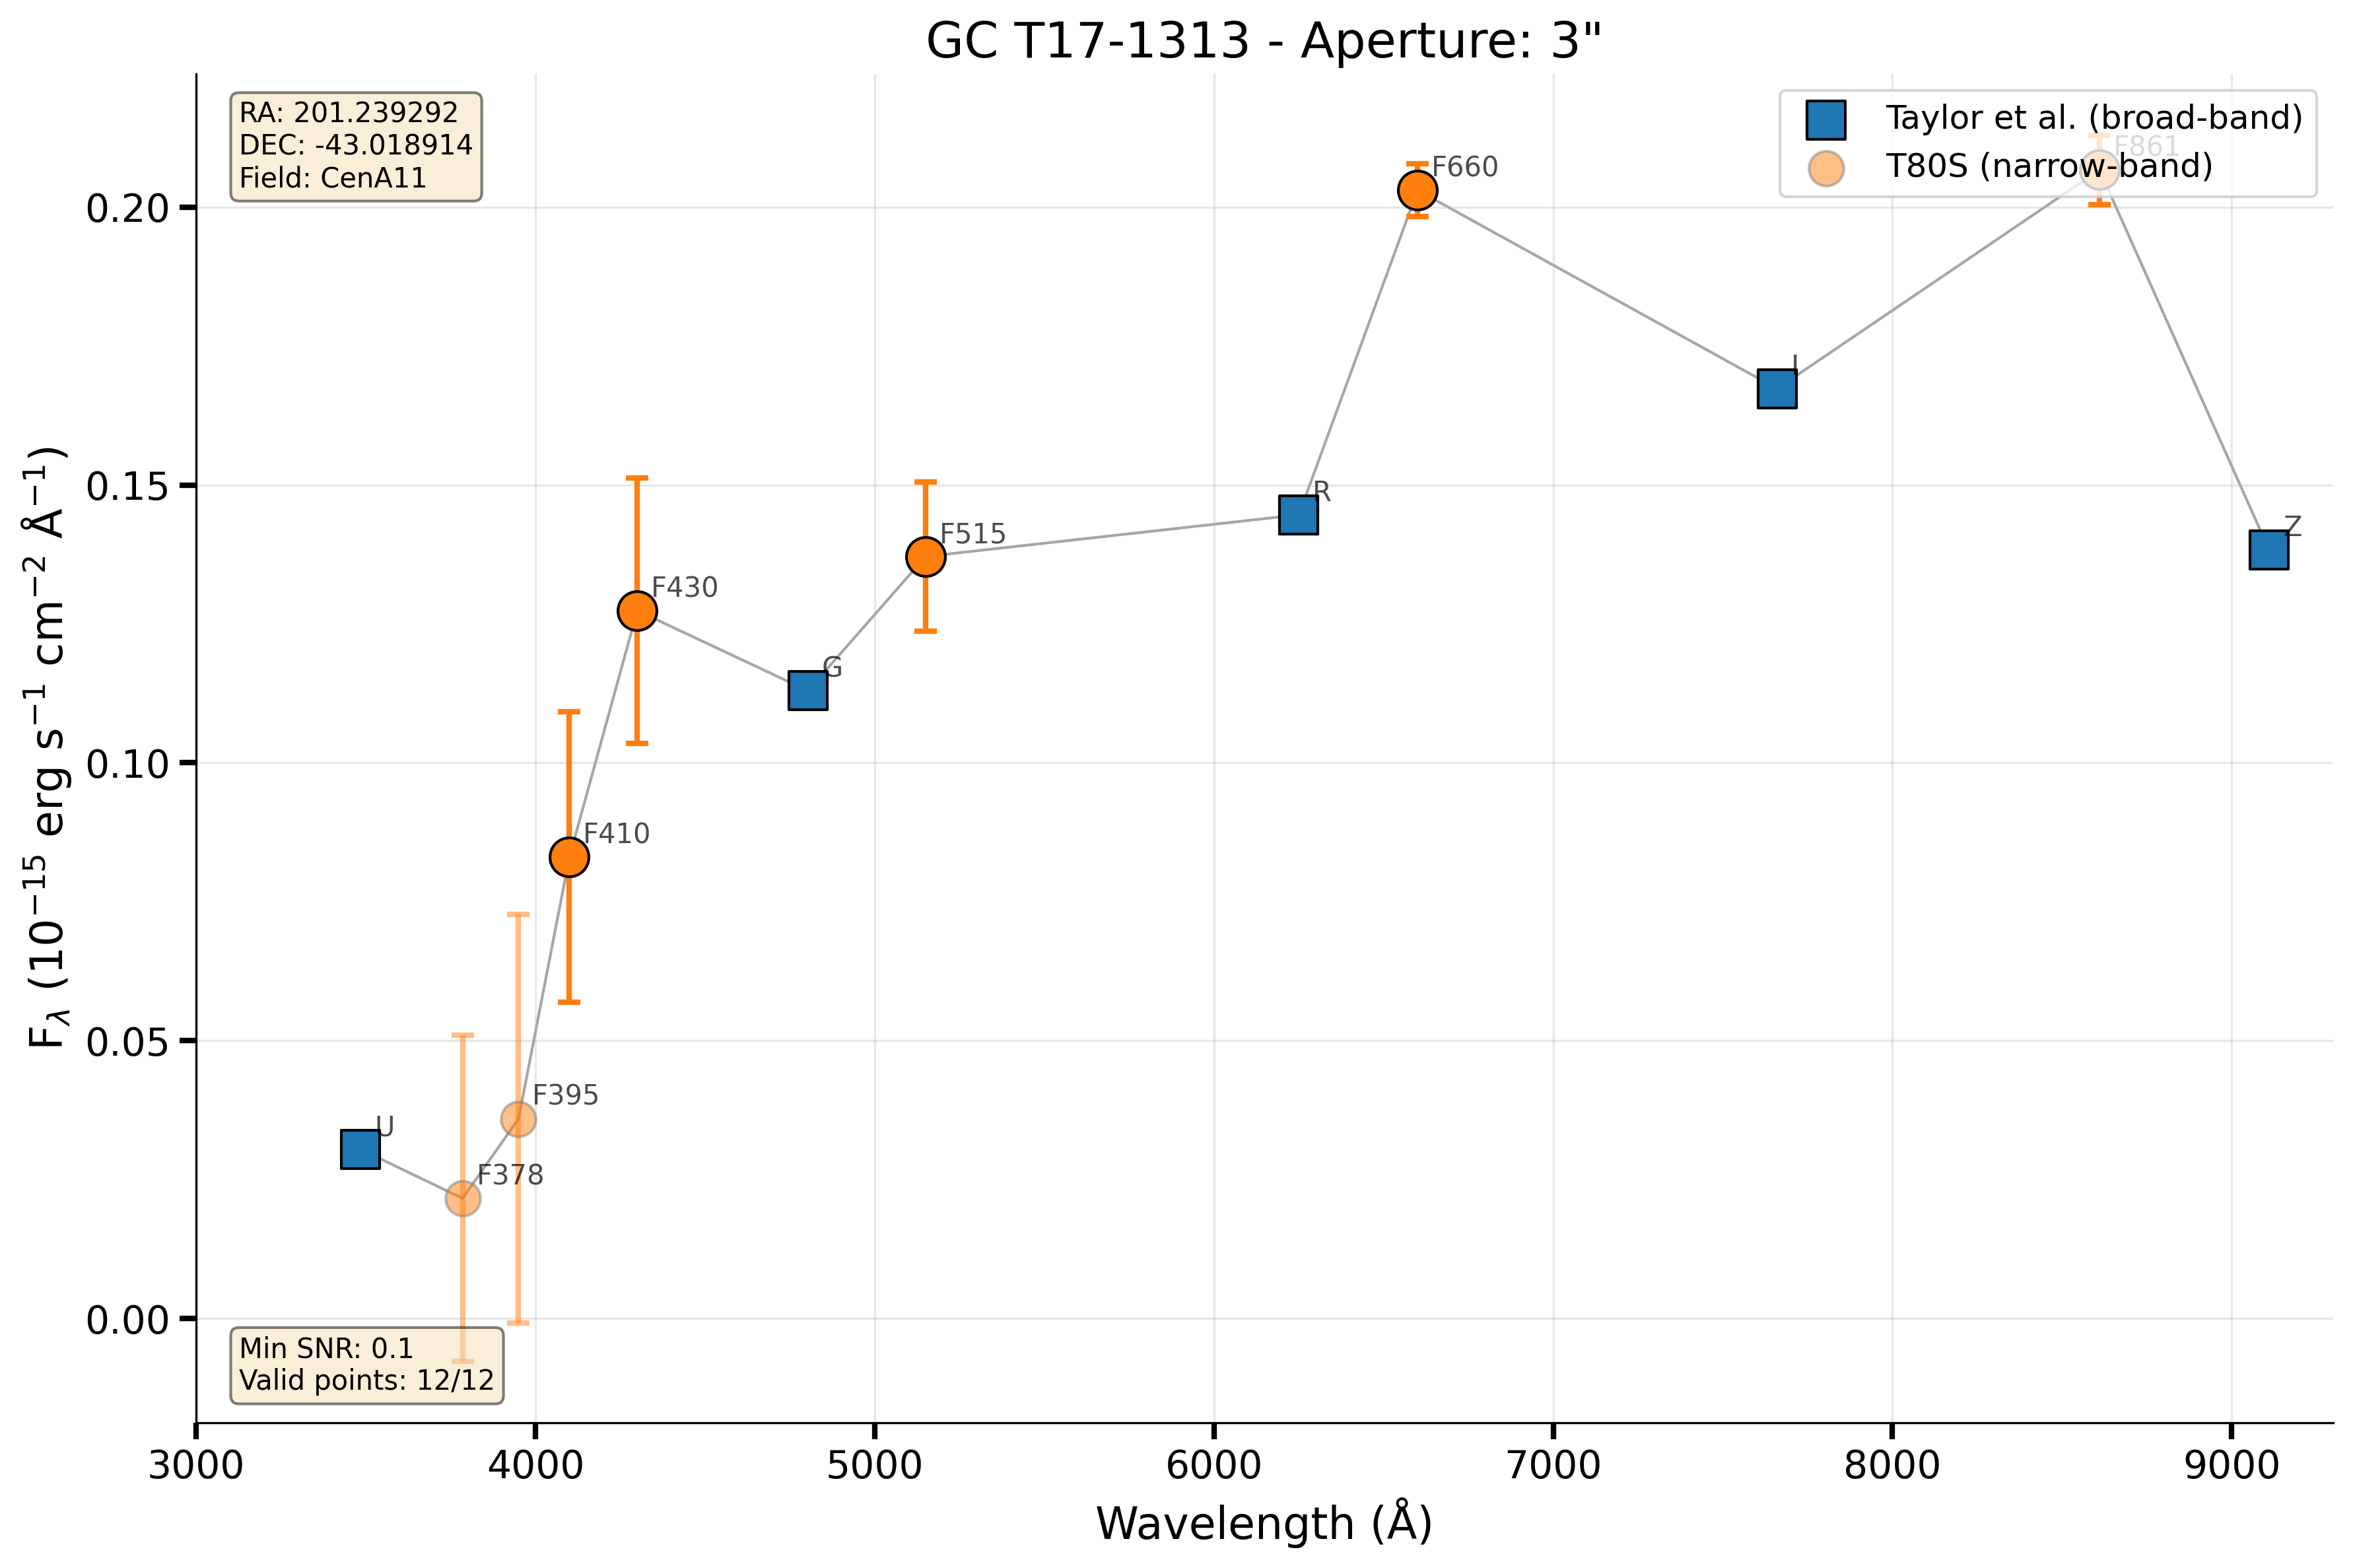 GC T17-1313 - Aperture: 3"
RA: 201.239292
DEC: -43.018914
Field: CenA11
Taylor et al. (broad-band)
T80S (narrow-band)
F861
F660
I
R
Z
F515
F430
G
F410
F395
U
F378
Min SNR: 0.1
Valid points: 12/12
0.20
0.15
0.10
0.05
0.00
F_λ (10⁻¹⁵ erg s⁻¹ cm⁻² Å⁻¹)
3000 4000 5000 6000 7000 8000 9000
Wavelength (Å)